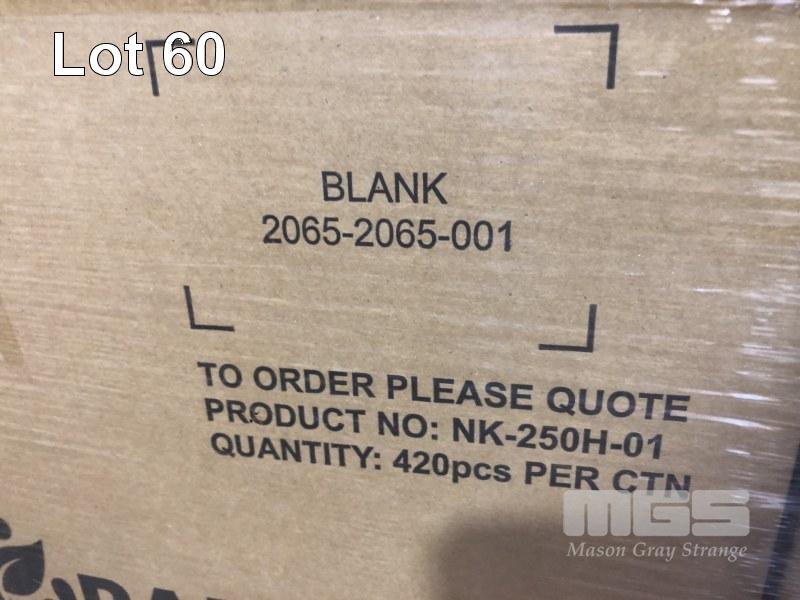 Lot 60
BLANK
2065-2065-001
TO ORDER PLEASE QUOTE
PRODUCT NO: NK-250H-01
QUANTITY: 420pcs PER CTN
MGS
Mason Gray Strange